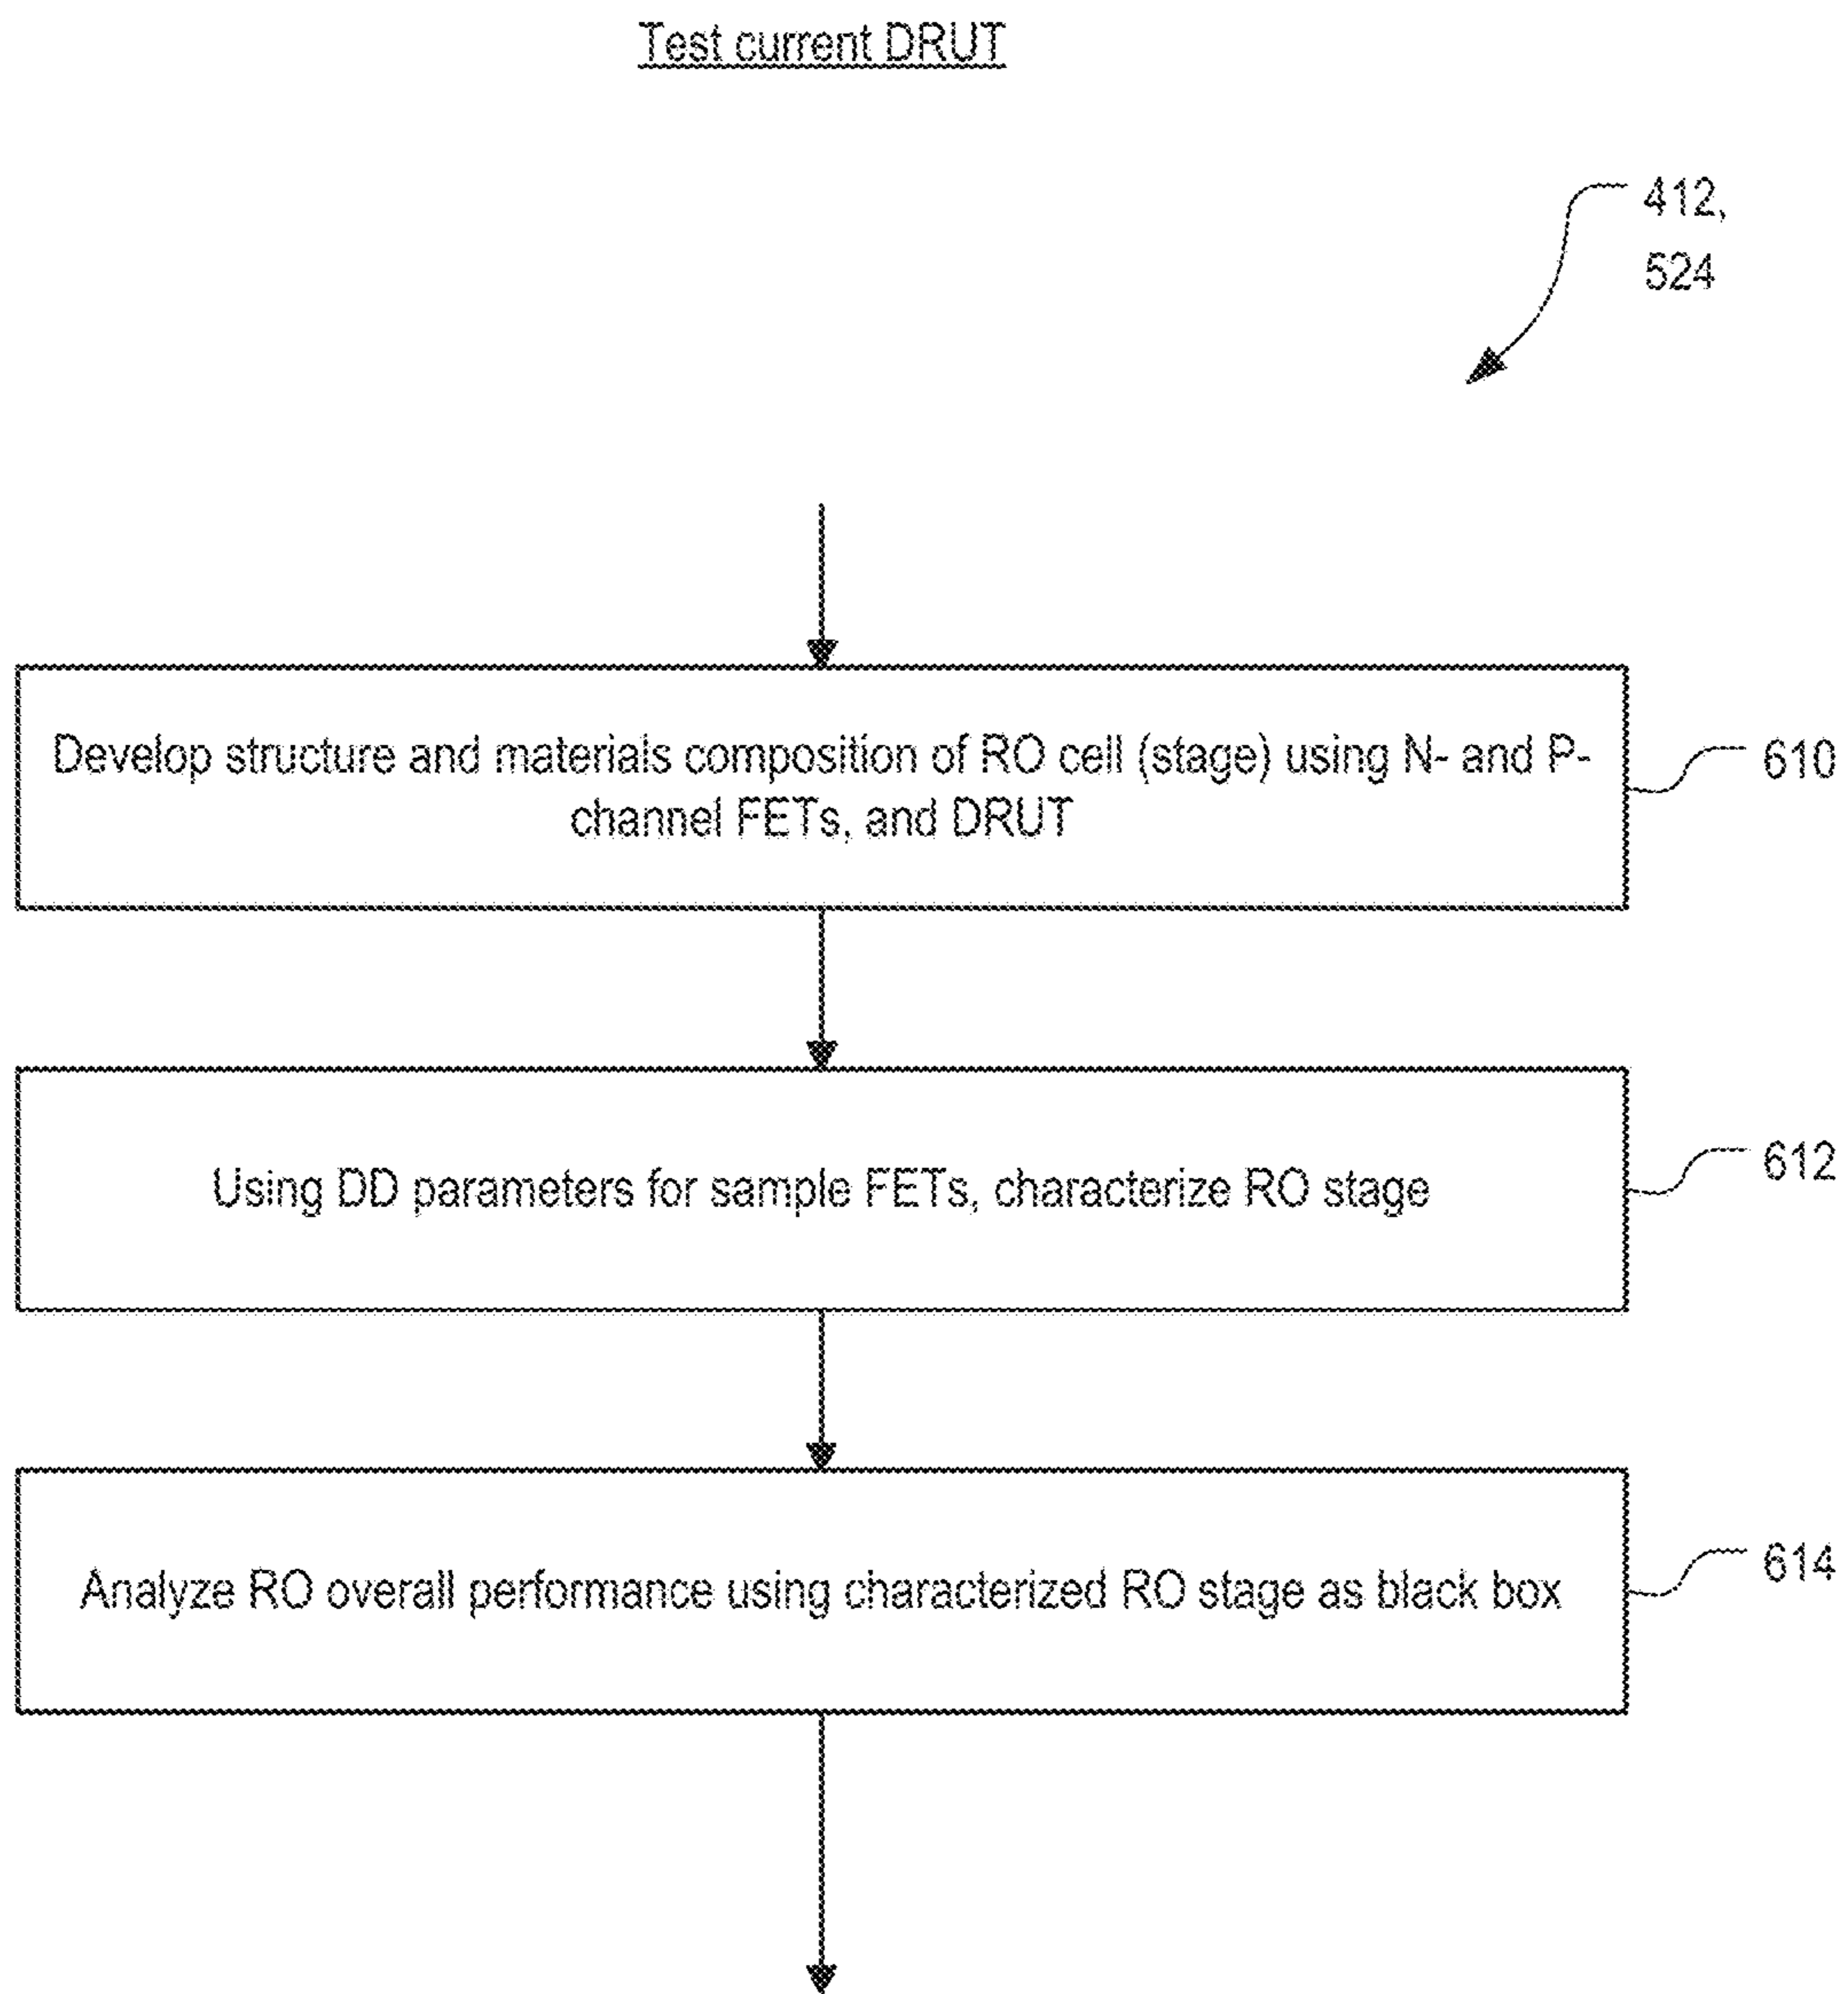 Test current DRUT
412,
524
Develop structure and materials composition of RO cell (stage) using N- and P-
channel FETs, and DRUT
610
Using DD parameters for sample FETs, characterize RO stage
612
Analyze RO overall performance using characterized RO stage as black box
614